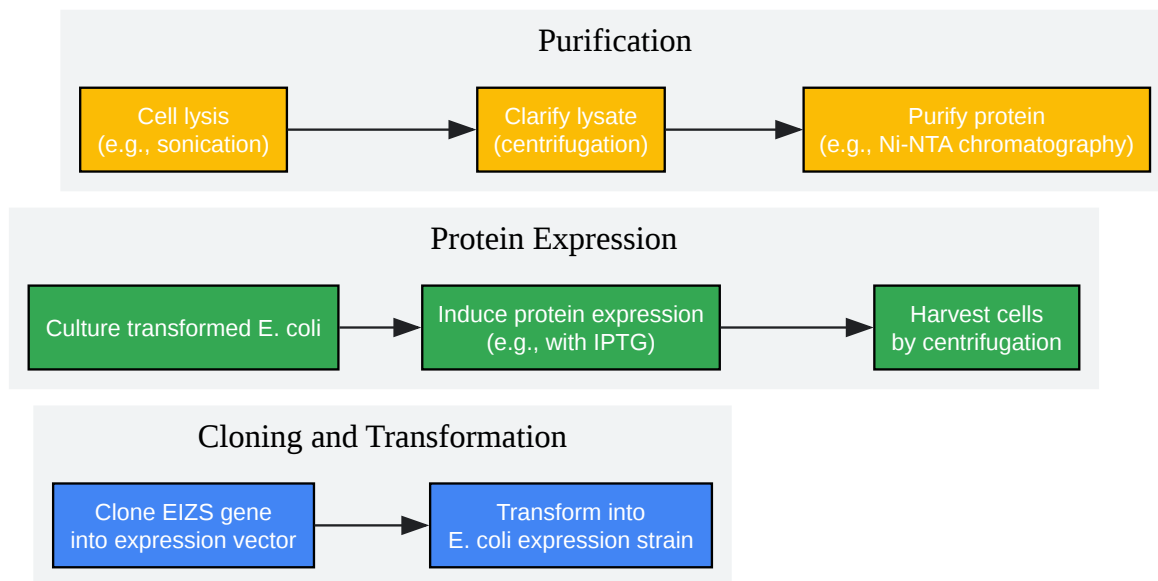 Purification
Cell lysis
(e.g., sonication)
Clarify lysate
(centrifugation)
Purify protein
(e.g., Ni-NTA chromatography)
Protein Expression
Culture transformed E. coli
Induce protein expression
(e.g., with IPTG)
Harvest cells
by centrifugation
Cloning and Transformation
Clone EIZS gene
into expression vector
Transform into
E. coli expression strain